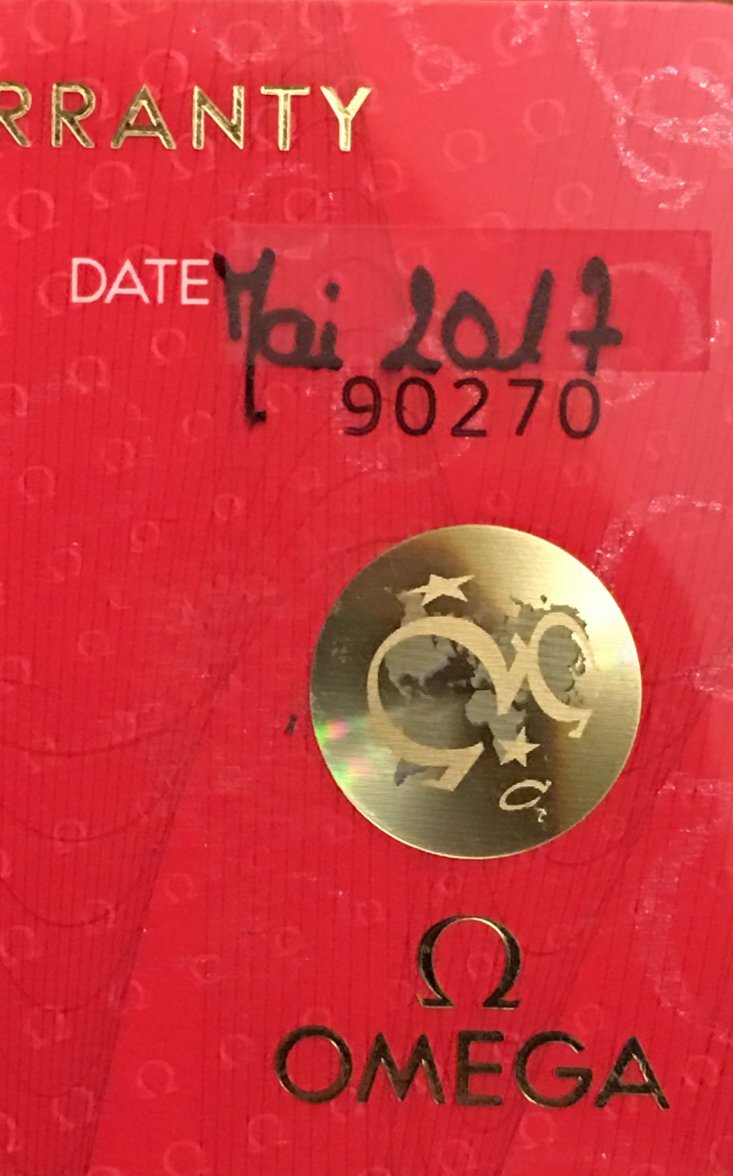 RRANTY
DATE Mai 2017
90270
Ω
OMEGA